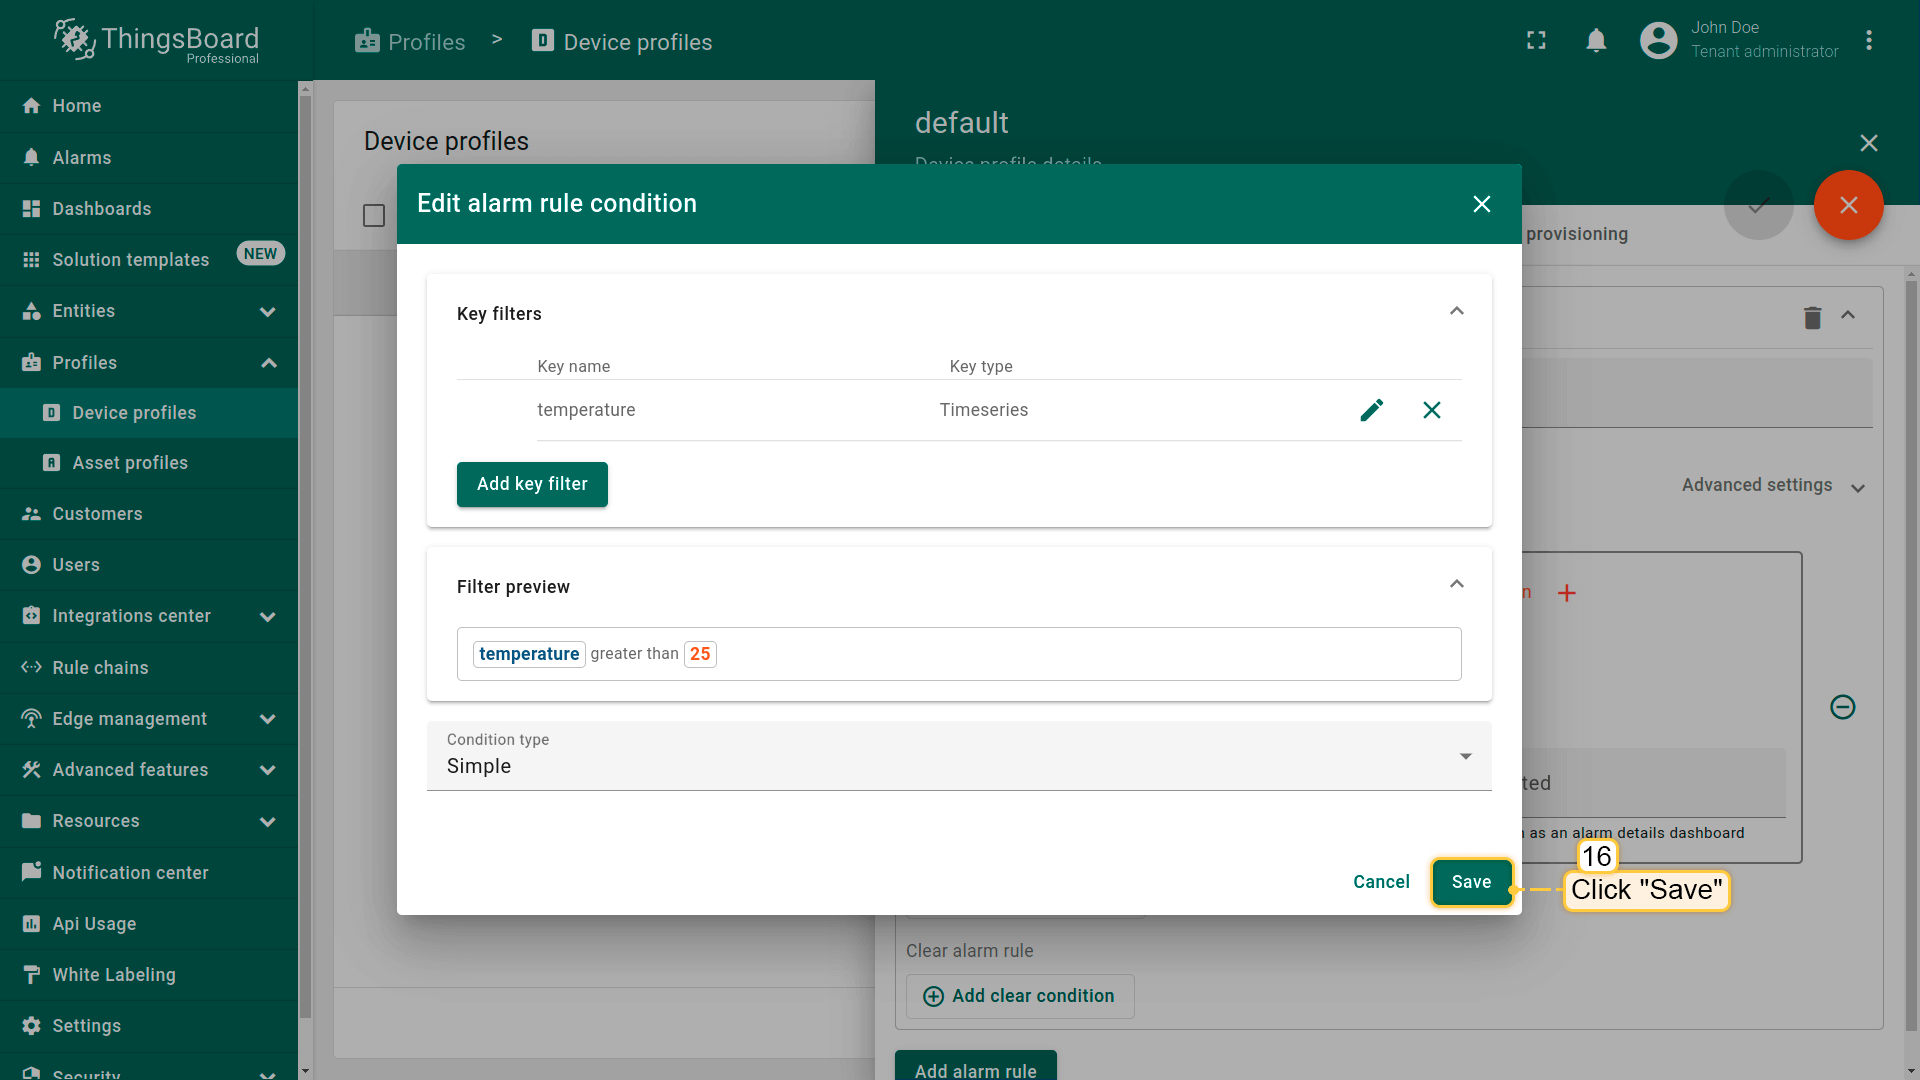 ThingsBoard
Professional
Profiles > Device profiles
John Doe
Tenant administrator
Home
Alarms
Dashboards
Solution templates NEW
Entities
Profiles
Device profiles
Asset profiles
Customers
Users
Integrations center
Rule chains
Edge management
Advanced features
Resources
Notification center
Api Usage
White Labeling
Settings
Security
Device profiles
default
Device profile details
provisioning
Advanced settings
Edit alarm rule condition
Key filters
Key name Key type
temperature Timeseries
Add key filter
Filter preview
temperature greater than 25
Condition type
Simple
Cancel Save
16
Click "Save"
n
ted
as an alarm details dashboard
Clear alarm rule
Add clear condition
Add alarm rule